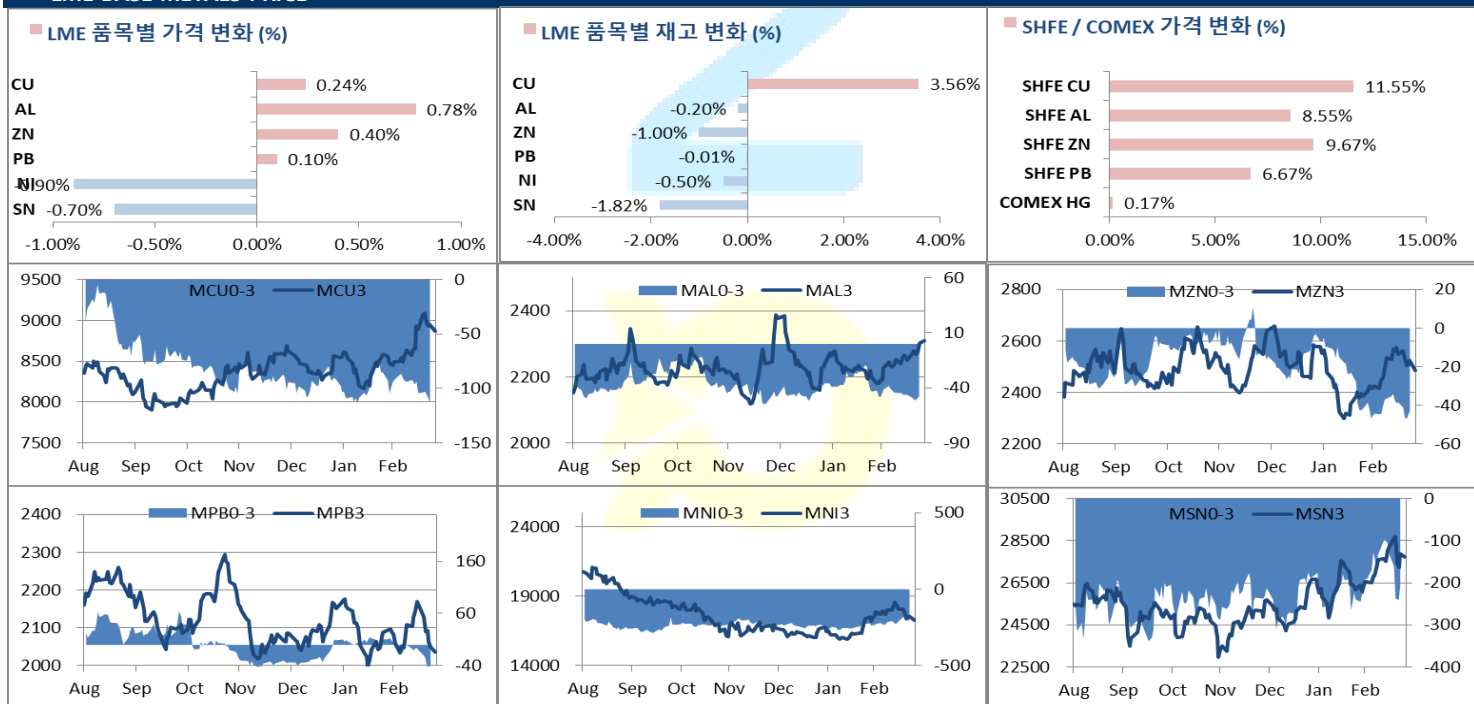 LME BASE METALS PRICE
LME 품목별 가격 변화 (%)
CU 0.24%
AL 0.78%
ZN 0.40%
PB 0.10%
NI -0.90%
SN -0.70%
-1.00% -0.50% 0.00% 0.50% 1.00%
LME 품목별 재고 변화 (%)
CU 3.56%
AL -0.20%
ZN -1.00%
PB -0.01%
NI -0.50%
SN -1.82%
-4.00% -2.00% 0.00% 2.00% 4.00%
SHFE / COMEX 가격 변화 (%)
SHFE CU 11.55%
SHFE AL 8.55%
SHFE ZN 9.67%
SHFE PB 6.67%
COMEX HG 0.17%
0.00% 5.00% 10.00% 15.00%
MCU0-3 MCU3
9500 0
9000 -50
8500
8000 -100
7500 -150
Aug Sep Oct Nov Dec Jan Feb
MAL0-3 MAL3
60
2400 10
2200 -40
2000 -90
Aug Sep Oct Nov Dec Jan Feb
MZN0-3 MZN3
2800 20
2600 0
-20
2400 -40
2200 -60
Aug Sep Oct Nov Dec Jan Feb
MPB0-3 MPB3
2400
2300 160
2200
60
2100
2000 -40
Aug Sep Oct Nov Dec Jan Feb
MNI0-3 MNI3
24000 500
19000 0
14000 -500
Aug Sep Oct Nov Dec Jan Feb
MSN0-3 MSN3
30500 0
28500 -100
26500 -200
24500 -300
22500 -400
Aug Sep Oct Nov Dec Jan Feb